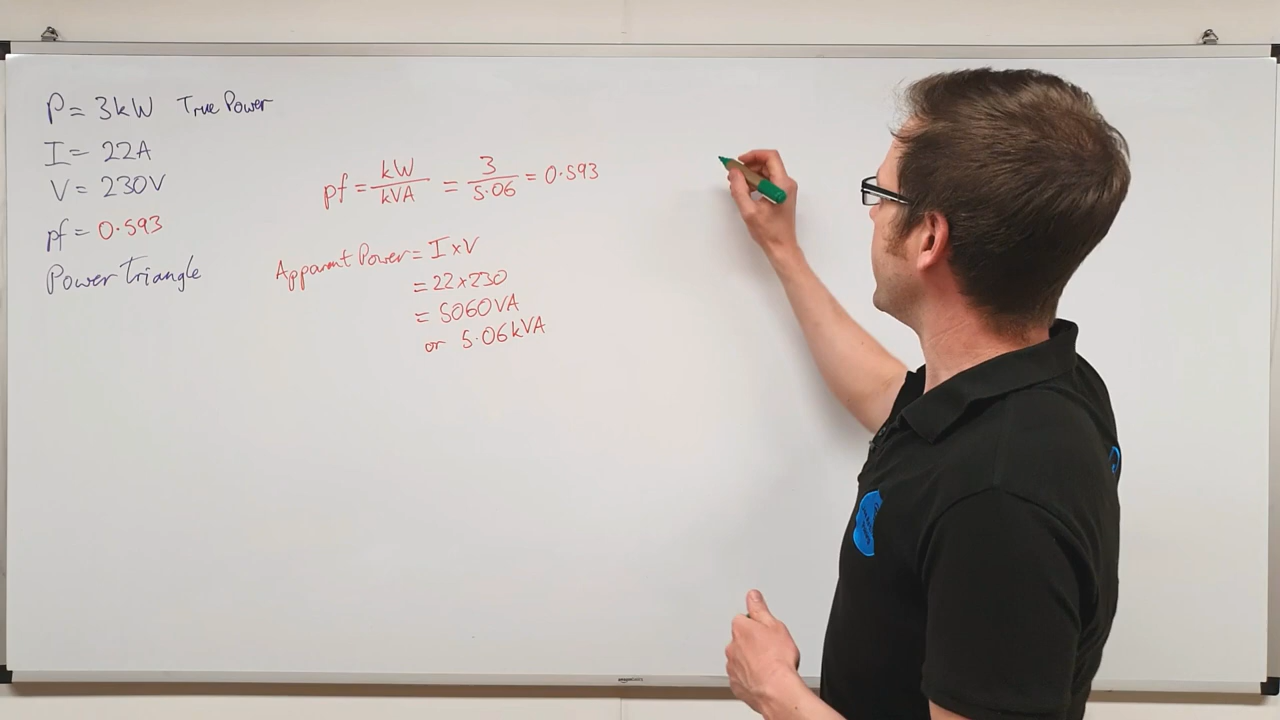 P = 3kW True Power
I = 22A
V = 230V
pf = 0.593
Power Triangle
pf = kW/kVA = 3/5.06 = 0.593
Apparent Power = I×V
= 22×230
= 5060VA
or 5.06kVA
amazonbasics